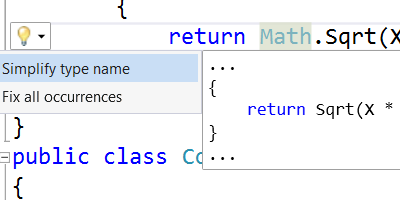 {
return Math.Sqrt(X
Simplify type name
Fix all occurrences
...
{
return Sqrt(X *
}
...
}
public class Co
{